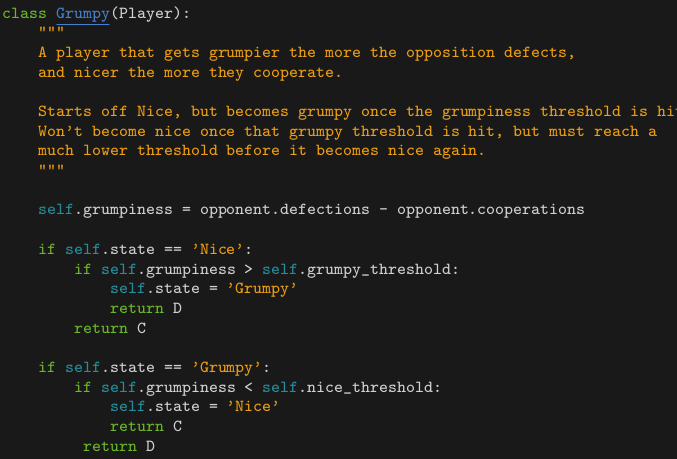 class Grumpy(Player):
    """
    A player that gets grumpier the more the opposition defects,
    and nicer the more they cooperate.

    Starts off Nice, but becomes grumpy once the grumpiness threshold is hi
    Won't become nice once that grumpy threshold is hit, but must reach a
    much lower threshold before it becomes nice again.
    """

    self.grumpiness = opponent.defections - opponent.cooperations

    if self.state == ’Nice’:
        if self.grumpiness > self.grumpy_threshold:
            self.state = ’Grumpy’
            return D
        return C

    if self.state == ’Grumpy’:
        if self.grumpiness < self.nice_threshold:
            self.state = ’Nice’
            return C
         return D